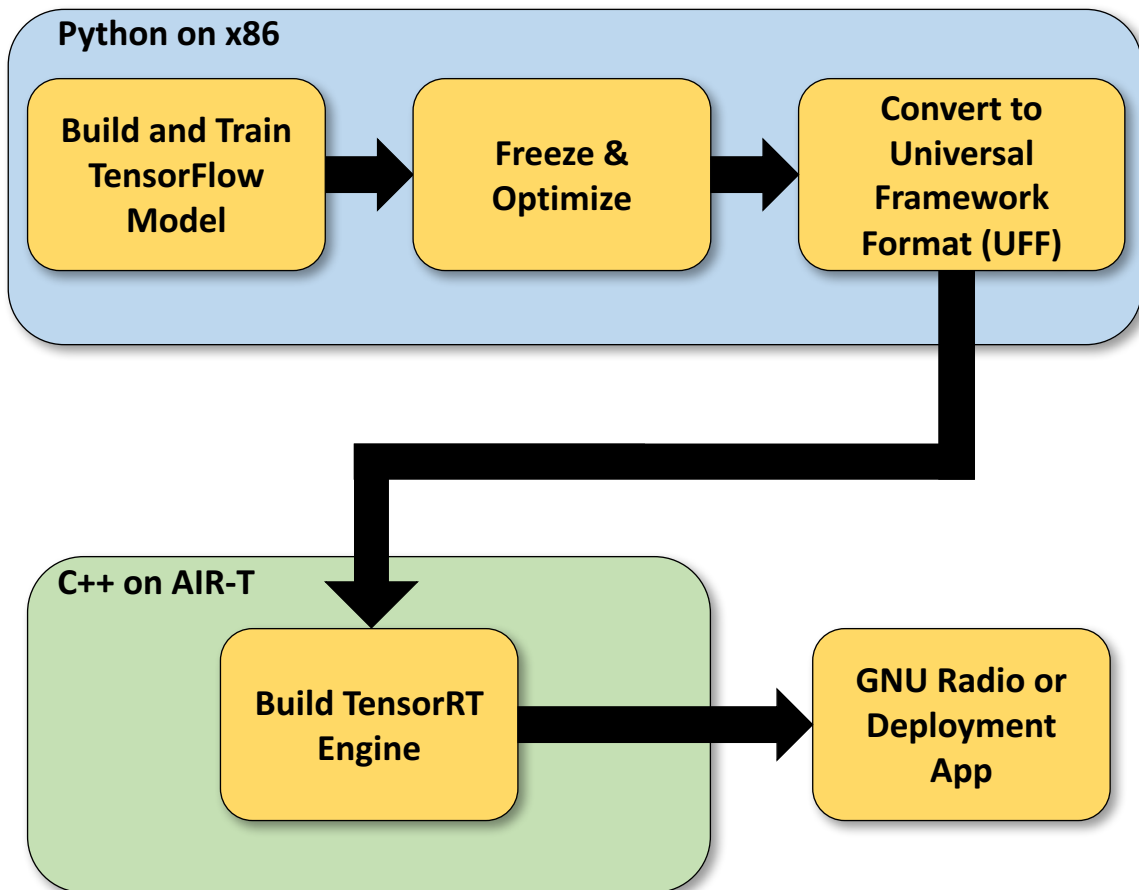 Python on x86
Build and Train
TensorFlow
Model
Freeze &
Optimize
Convert to
Universal
Framework
Format (UFF)
C++ on AIR-T
Build TensorRT
Engine
GNU Radio or
Deployment
App